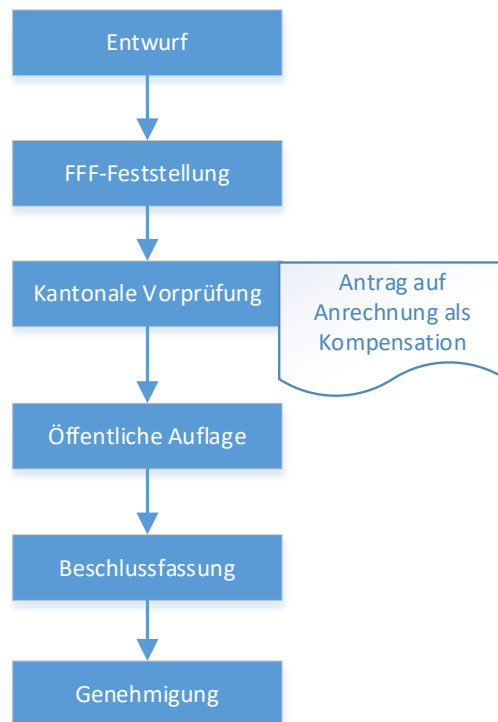 Entwurf
FFF-Feststellung
Kantonale Vorprüfung
Antrag auf
Anrechnung als
Kompensation
Öffentliche Auflage
Beschlussfassung
Genehmigung